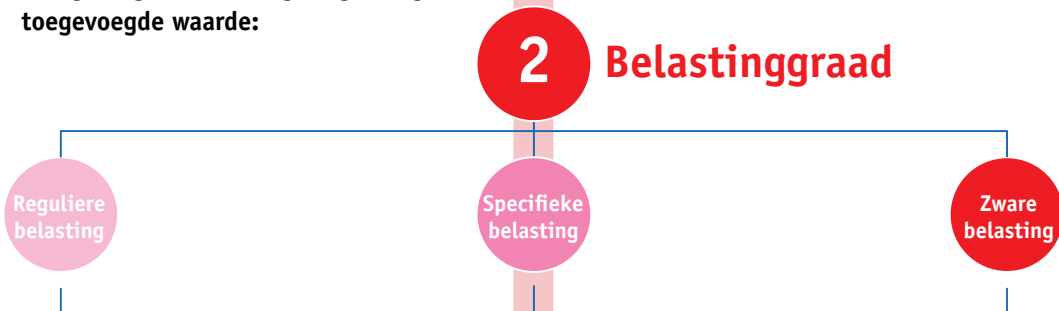 toegevoegde waarde:
2
Belastinggraad
Reguliere
belasting
Specifieke
belasting
Zware
belasting